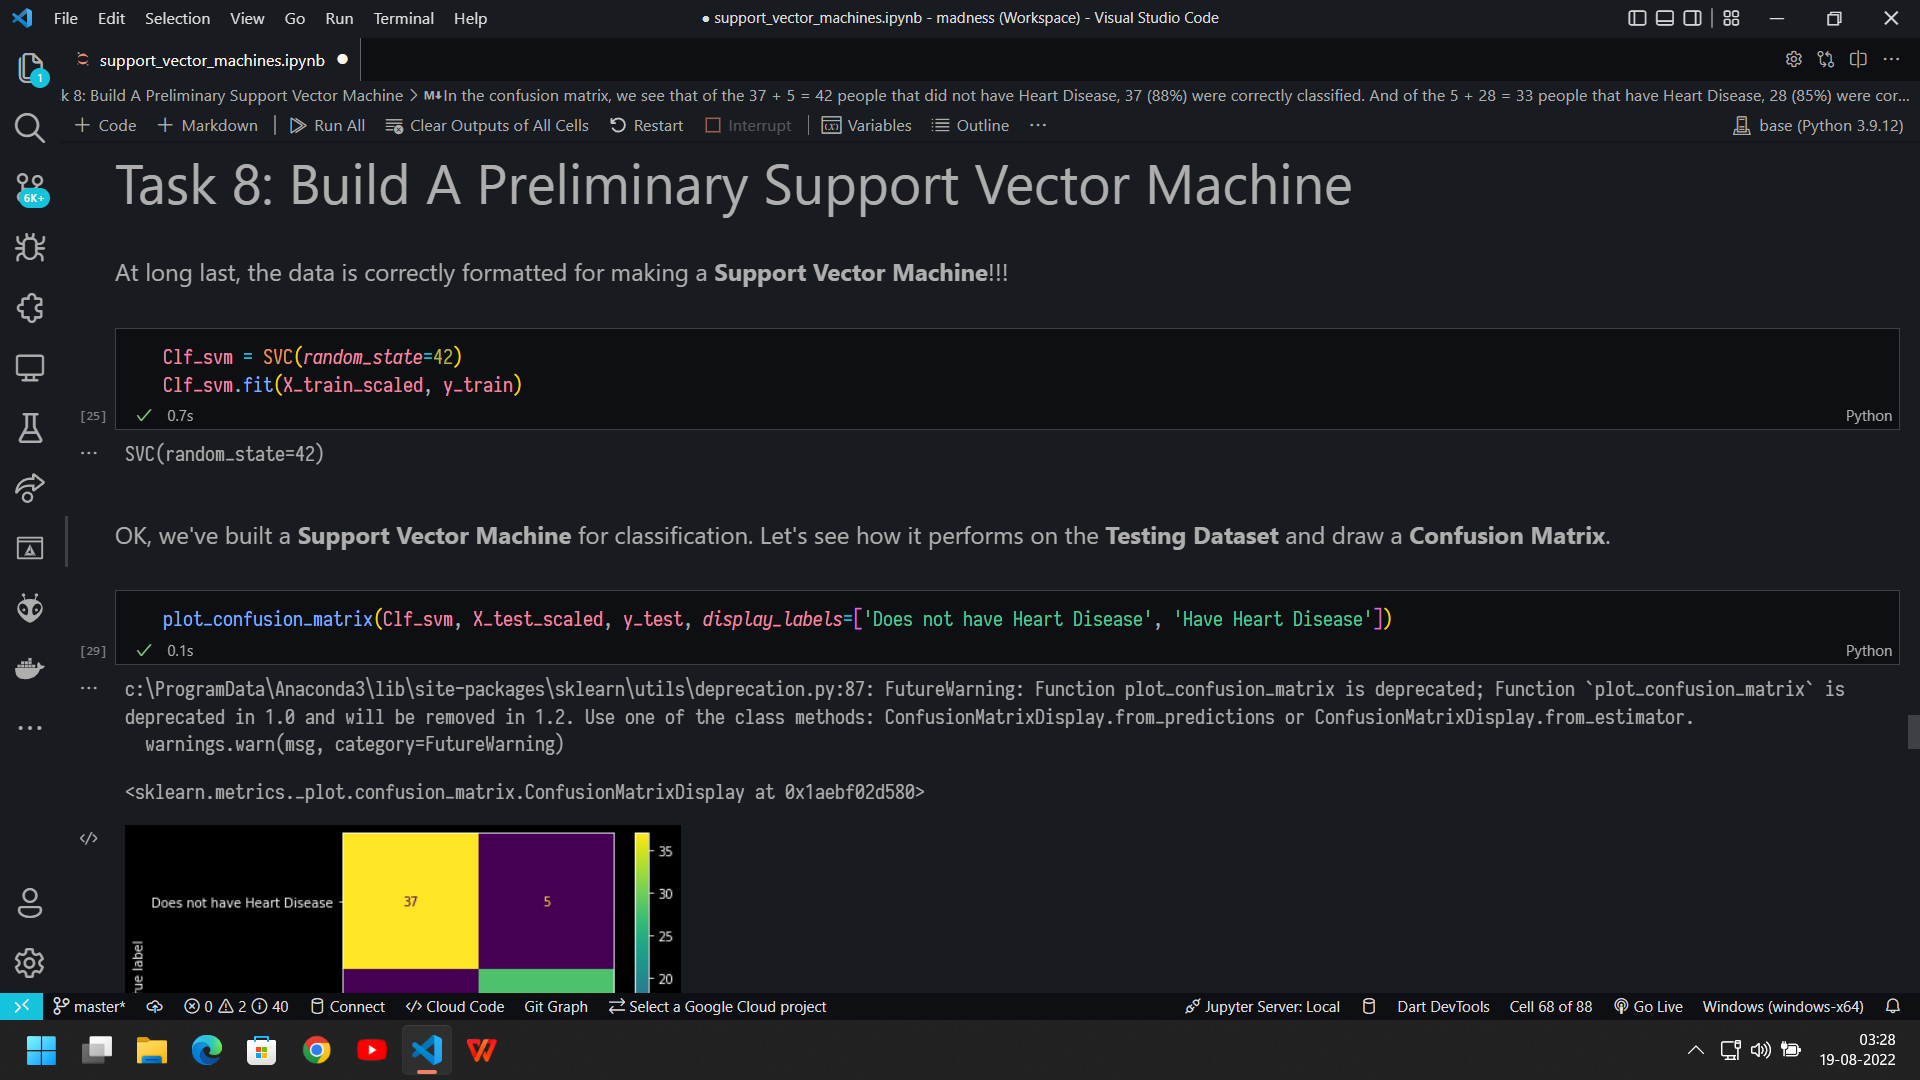 File Edit Selection View Go Run Terminal Help
● support_vector_machines.ipynb - madness (Workspace) - Visual Studio Code
support_vector_machines.ipynb ●
1
k 8: Build A Preliminary Support Vector Machine > M↓In the confusion matrix, we see that of the 37 + 5 = 42 people that did not have Heart Disease, 37 (88%) were correctly classified. And of the 5 + 28 = 33 people that have Heart Disease, 28 (85%) were cor...
+ Code + Markdown Run All Clear Outputs of All Cells Restart Interrupt Variables Outline ... base (Python 3.9.12)
6K+
Task 8: Build A Preliminary Support Vector Machine
At long last, the data is correctly formatted for making a Support Vector Machine!!!
Clf_svm = SVC(random_state=42)
Clf_svm.fit(X_train_scaled, y_train)
[25] ✓ 0.7s Python
... SVC(random_state=42)
OK, we've built a Support Vector Machine for classification. Let's see how it performs on the Testing Dataset and draw a Confusion Matrix.
plot_confusion_matrix(Clf_svm, X_test_scaled, y_test, display_labels=['Does not have Heart Disease', 'Have Heart Disease'])
[29] ✓ 0.1s Python
... c:\ProgramData\Anaconda3\lib\site-packages\sklearn\utils\deprecation.py:87: FutureWarning: Function plot_confusion_matrix is deprecated; Function `plot_confusion_matrix` is
deprecated in 1.0 and will be removed in 1.2. Use one of the class methods: ConfusionMatrixDisplay.from_predictions or ConfusionMatrixDisplay.from_estimator.
warnings.warn(msg, category=FutureWarning)
<sklearn.metrics._plot.confusion_matrix.ConfusionMatrixDisplay at 0x1aebf02d580>
</>
35
Does not have Heart Disease 37 5
30
25
20
rue label
master* 0 2 40 Connect </> Cloud Code Git Graph Select a Google Cloud project
Jupyter Server: Local Dart DevTools Cell 68 of 88 Go Live Windows (windows-x64)
03:28
19-08-2022